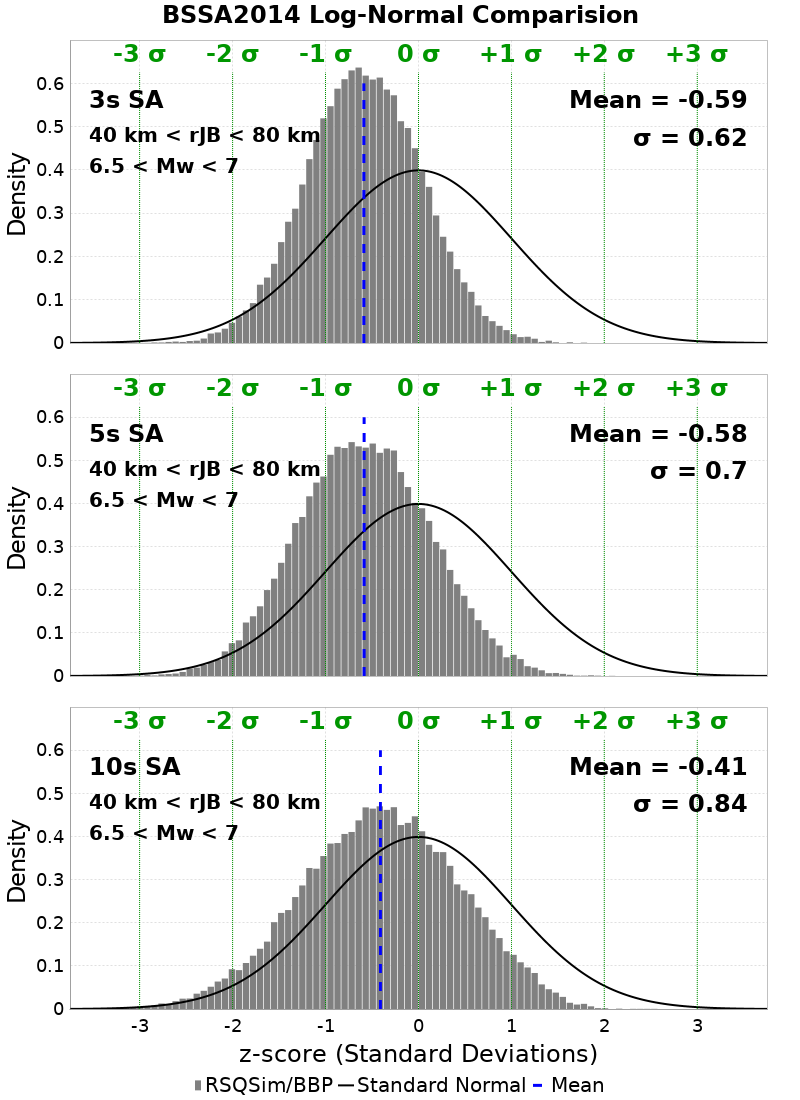 BSSA2014 Log-Normal Comparision
-3 σ -2 σ -1 σ 0 σ +1 σ +2 σ +3 σ
3s SA
40 km < rJB < 80 km
6.5 < Mw < 7
Mean = -0.59
σ = 0.62
Density
0.6
0.5
0.4
0.3
0.2
0.1
0
-3 σ -2 σ -1 σ 0 σ +1 σ +2 σ +3 σ
5s SA
40 km < rJB < 80 km
6.5 < Mw < 7
Mean = -0.58
σ = 0.7
Density
0.6
0.5
0.4
0.3
0.2
0.1
0
-3 σ -2 σ -1 σ 0 σ +1 σ +2 σ +3 σ
10s SA
40 km < rJB < 80 km
6.5 < Mw < 7
Mean = -0.41
σ = 0.84
Density
0.6
0.5
0.4
0.3
0.2
0.1
0
-3 -2 -1 0 1 2 3
z-score (Standard Deviations)
RSQSim/BBP Standard Normal Mean